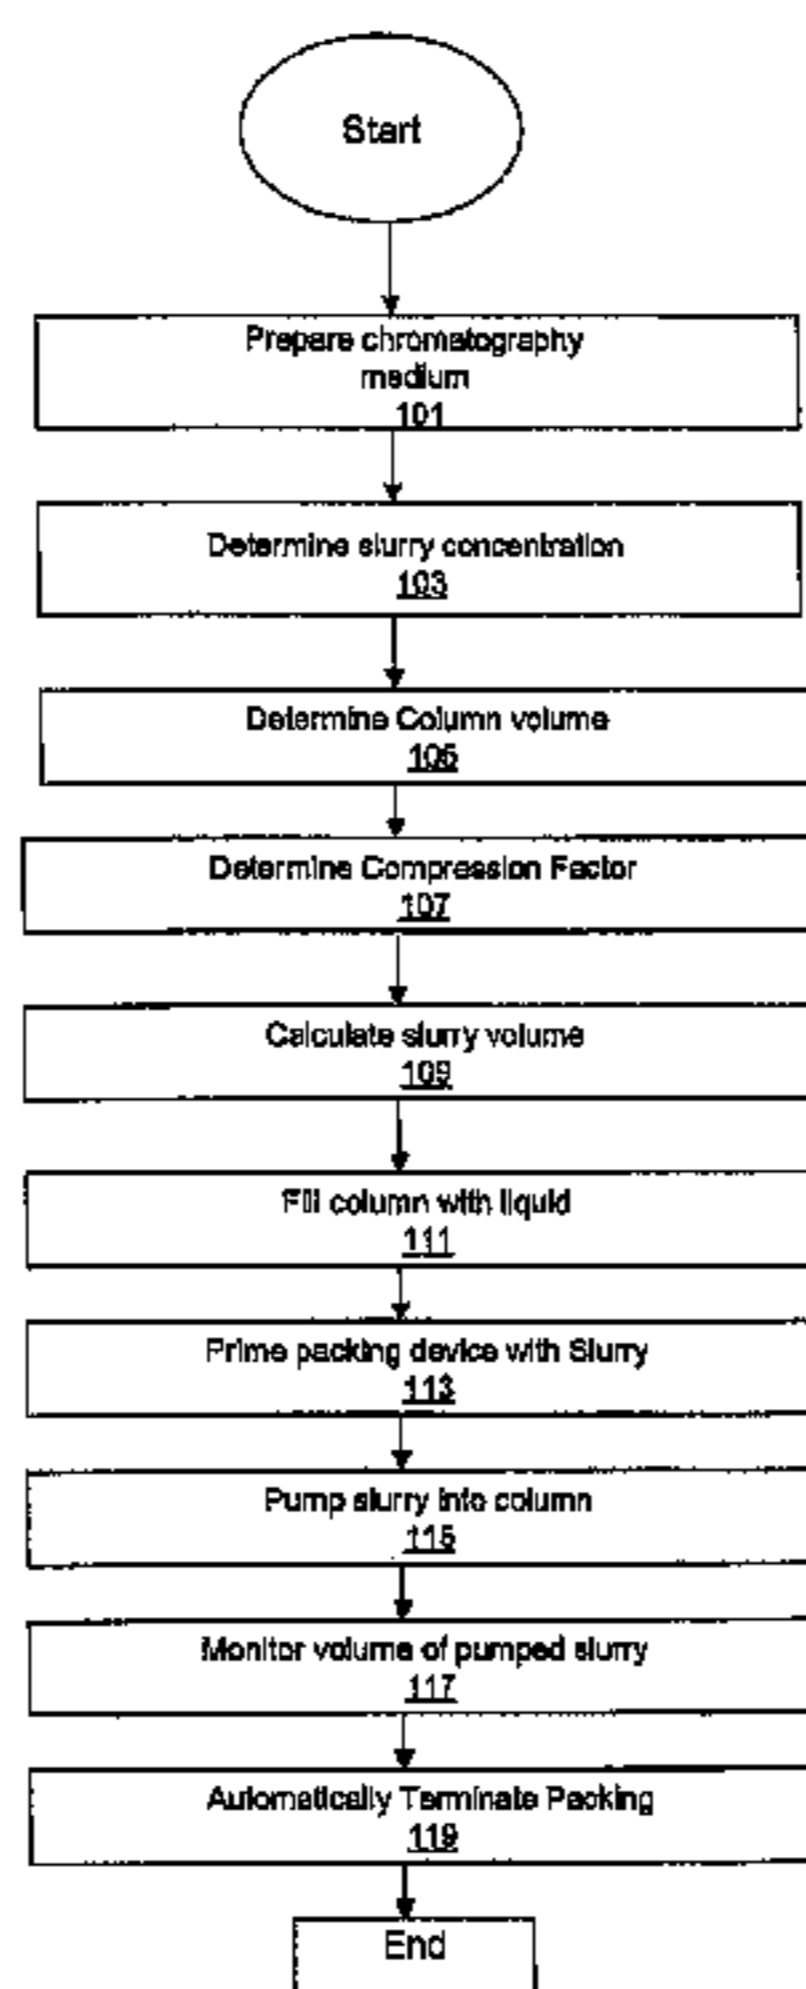 Start
Prepare chromatography
medium
101
Determine slurry concentration
103
Determine Column volume
105
Determine Compression Factor
107
Calculate slurry volume
109
Fill column with liquid
111
Prime packing device with Slurry
113
Pump slurry into column
115
Monitor volume of pumped slurry
117
Automatically Terminate Packing
119
End